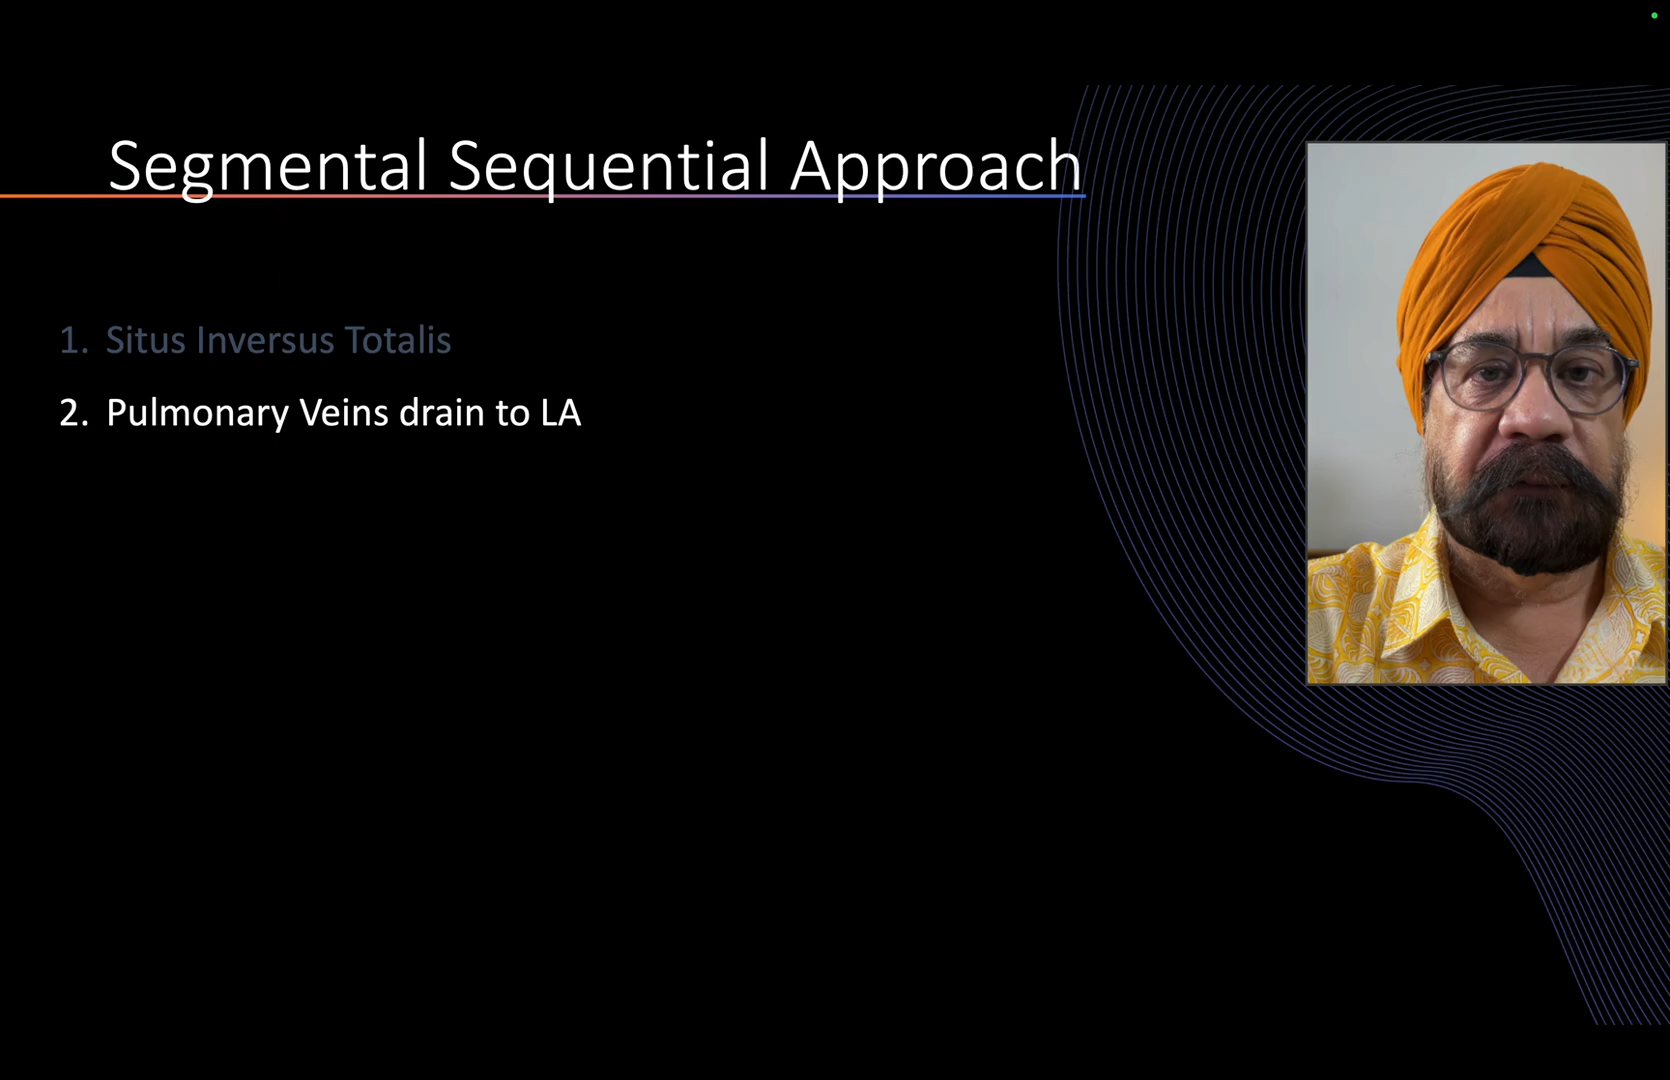 Segmental Sequential Approach
1. Situs Inversus Totalis
2. Pulmonary Veins drain to LA